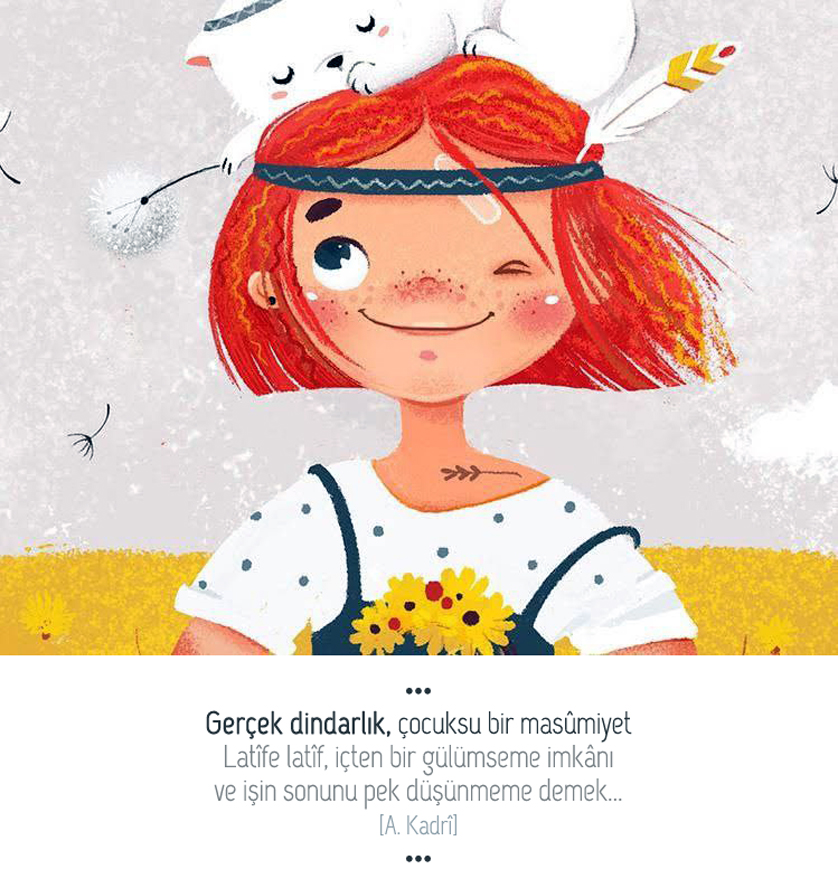 Gerçek dindarlık, çocuksu bir masûmiyet
Latîfe latîf, içten bir gülümseme imkânı
ve işin sonunu pek düşünmeme demek...
[A. Kadrî]